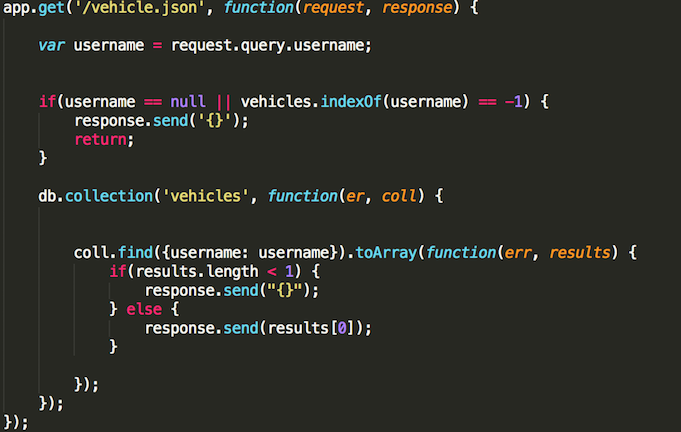 app.get('/vehicle.json', function(request, response) {
var username = request.query.username;
if(username == null || vehicles.indexOf(username) == -1) {
response.send('{}');
return;
}
db.collection('vehicles', function(er, coll) {
coll.find({username: username}).toArray(function(err, results) {
if(results.length < 1) {
response.send("{}");
} else {
response.send(results[0]);
}
});
});
});